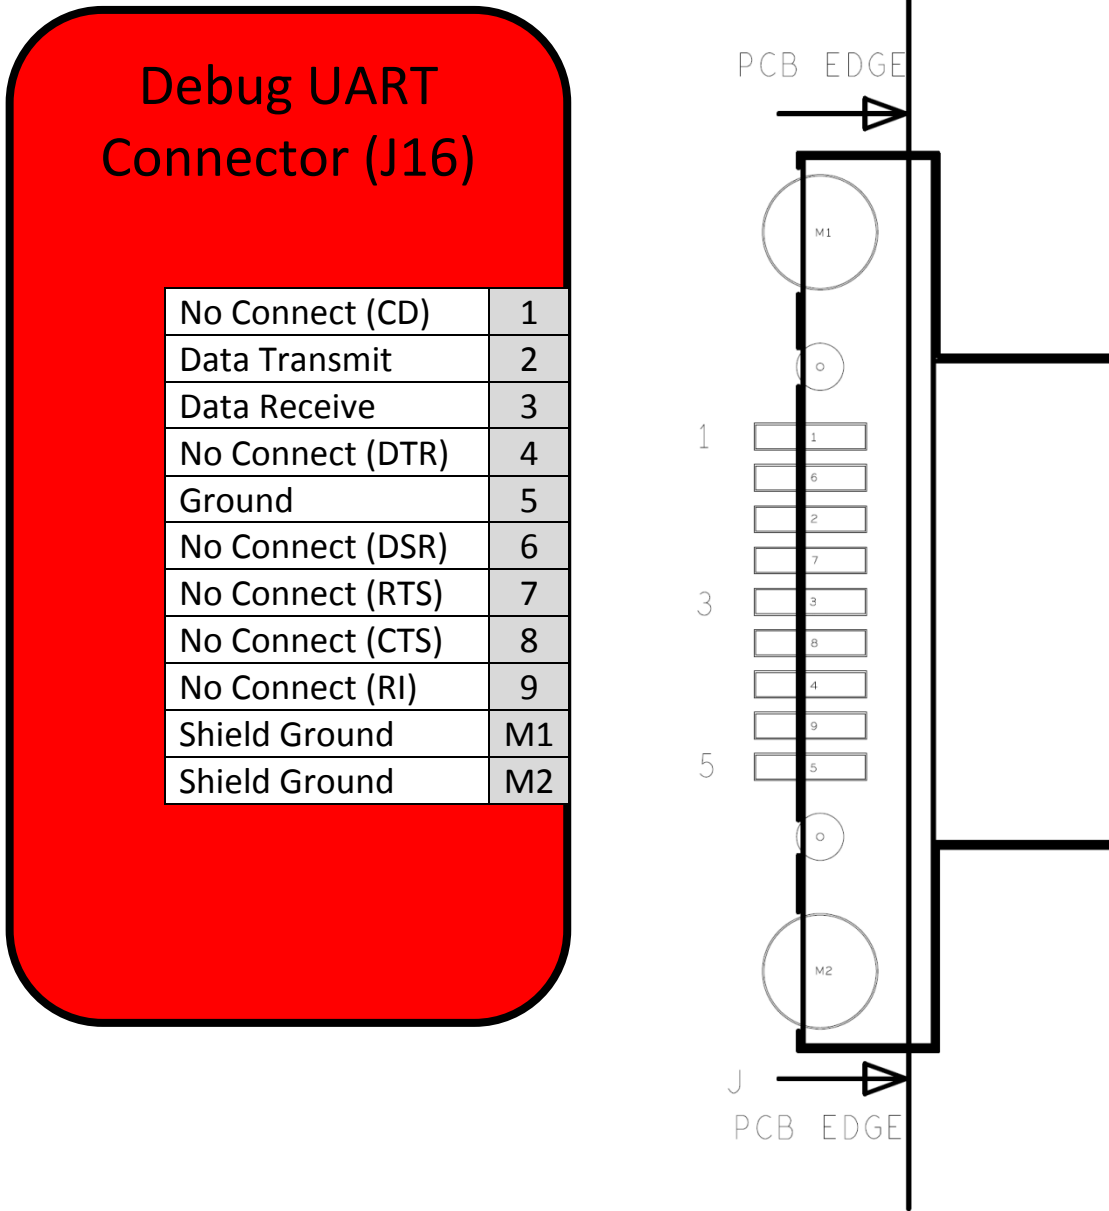 Debug UART
Connector (J16)
No Connect (CD) 1
Data Transmit 2
Data Receive 3
No Connect (DTR) 4
Ground 5
No Connect (DSR) 6
No Connect (RTS) 7
No Connect (CTS) 8
No Connect (RI) 9
Shield Ground M1
Shield Ground M2
PCB EDGE
M1
1 1
6
2
7
3 3
8
4
9
5 5
M2
J
PCB EDGE